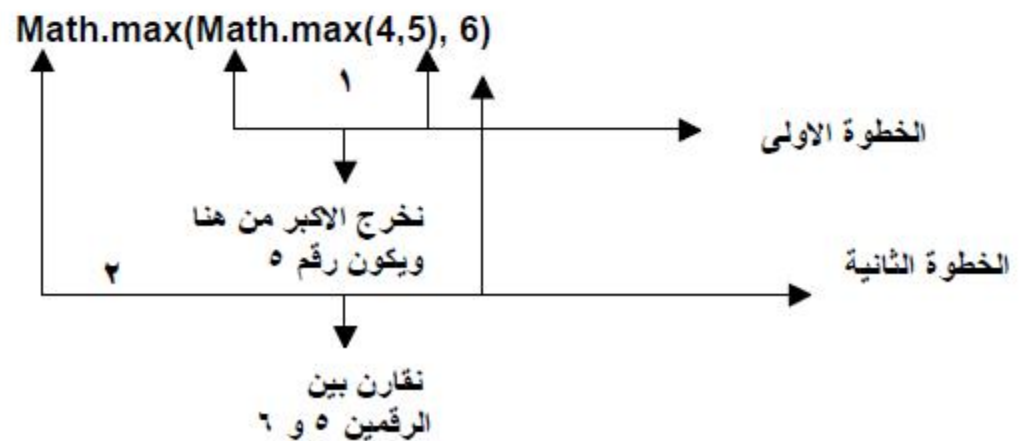 Math.max(Math.max(4,5), 6)
١
الخطوة الاولى
نخرج الاكبر من هنا
ويكون رقم ٥
٢
الخطوة الثانية
نقارن بين
الرقمين ٥ و ٦